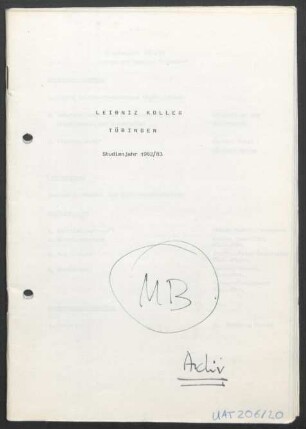 LEIBNIZ KOLLEG
TÜBINGEN
Studienjahr 1982/83
MB
Archiv
UAT 206/20